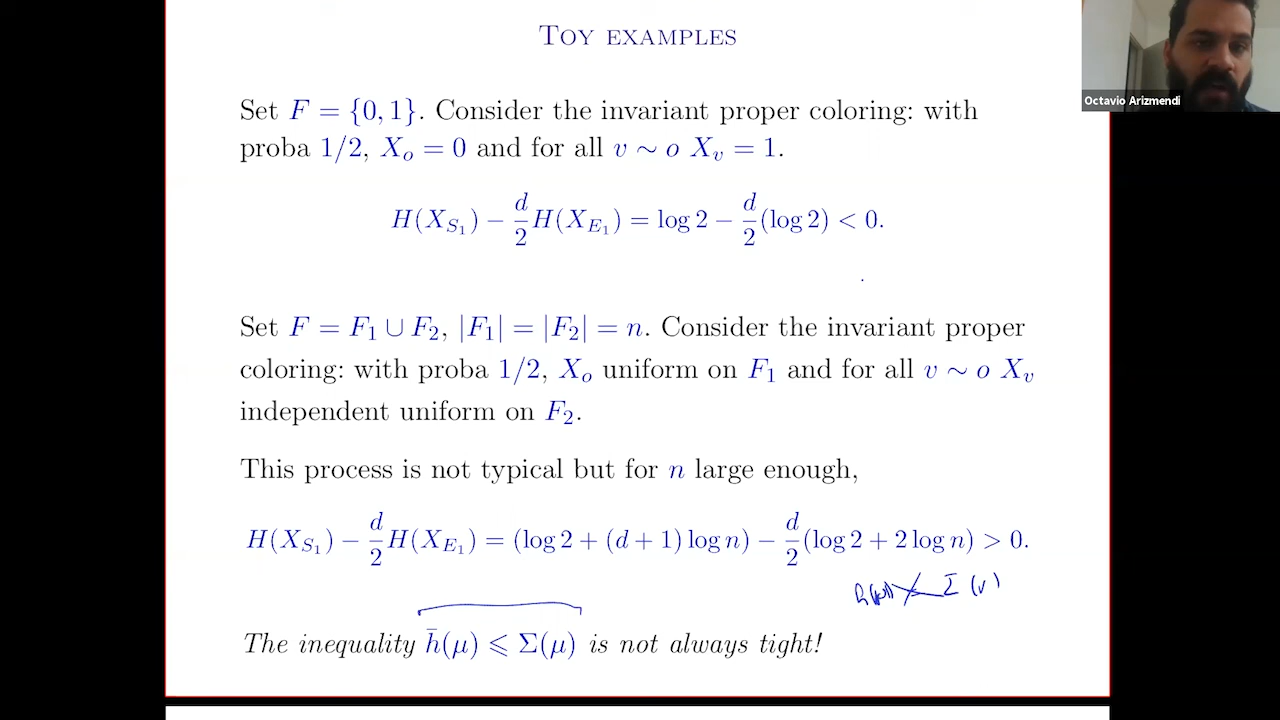 TOY EXAMPLES
Octavio Arizmendi
Set F = {0, 1}. Consider the invariant proper coloring: with
proba 1/2, X_o = 0 and for all v ∼ o X_v = 1.
H(X_{S_1}) − d/2 H(X_{E_1}) = log 2 − d/2 (log 2) < 0.
Set F = F_1 ∪ F_2, |F_1| = |F_2| = n. Consider the invariant proper
coloring: with proba 1/2, X_o uniform on F_1 and for all v ∼ o X_v
independent uniform on F_2.
This process is not typical but for n large enough,
H(X_{S_1}) − d/2 H(X_{E_1}) = (log 2 + (d + 1) log n) − d/2 (log 2 + 2 log n) > 0.
The inequality h̄(μ) ⩽ Σ(μ) is not always tight!